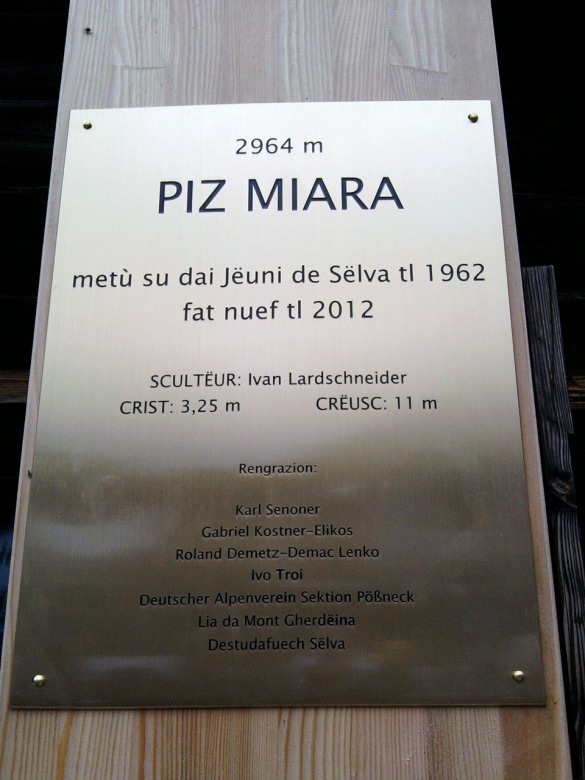 2964 m
PIZ MIARA
metù su dai Jëuni de Sëlva tl 1962
fat nuef tl 2012
SCULTËUR: Ivan Lardschneider
CRIST: 3,25 m CRËUSC: 11 m
Rengrazion:
Karl Senoner
Gabriel Kostner-Elikos
Roland Demetz-Demac Lenko
Ivo Troi
Deutscher Alpenverein Sektion Pößneck
Lia da Mont Gherdëina
Destudafuech Sëlva